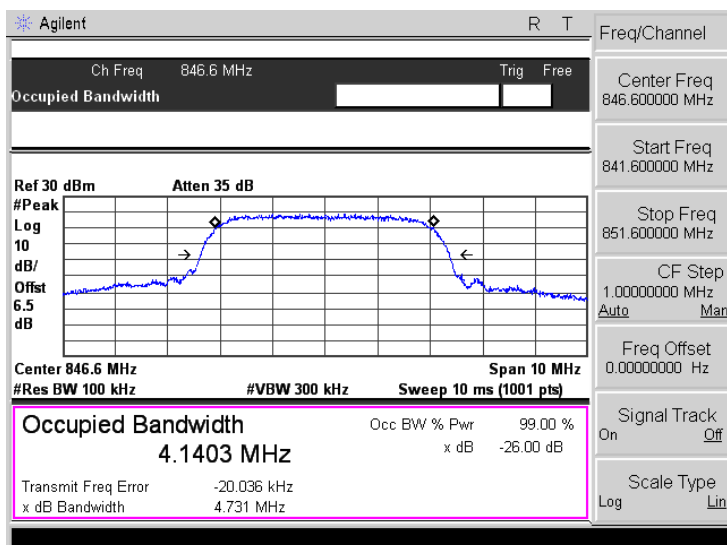 Agilent R T
Ch Freq 846.6 MHz Trig Free
Occupied Bandwidth
Ref 30 dBm Atten 35 dB
#Peak
Log
10
dB/
Offst
6.5
dB
Center 846.6 MHz Span 10 MHz
#Res BW 100 kHz #VBW 300 kHz Sweep 10 ms (1001 pts)
Occupied Bandwidth
4.1403 MHz
Occ BW % Pwr 99.00 %
x dB -26.00 dB
Transmit Freq Error -20.036 kHz
x dB Bandwidth 4.731 MHz
Freq/Channel
Center Freq
846.600000 MHz
Start Freq
841.600000 MHz
Stop Freq
851.600000 MHz
CF Step
1.00000000 MHz
Auto Man
Freq Offset
0.00000000 Hz
Signal Track
On Off
Scale Type
Log Lin